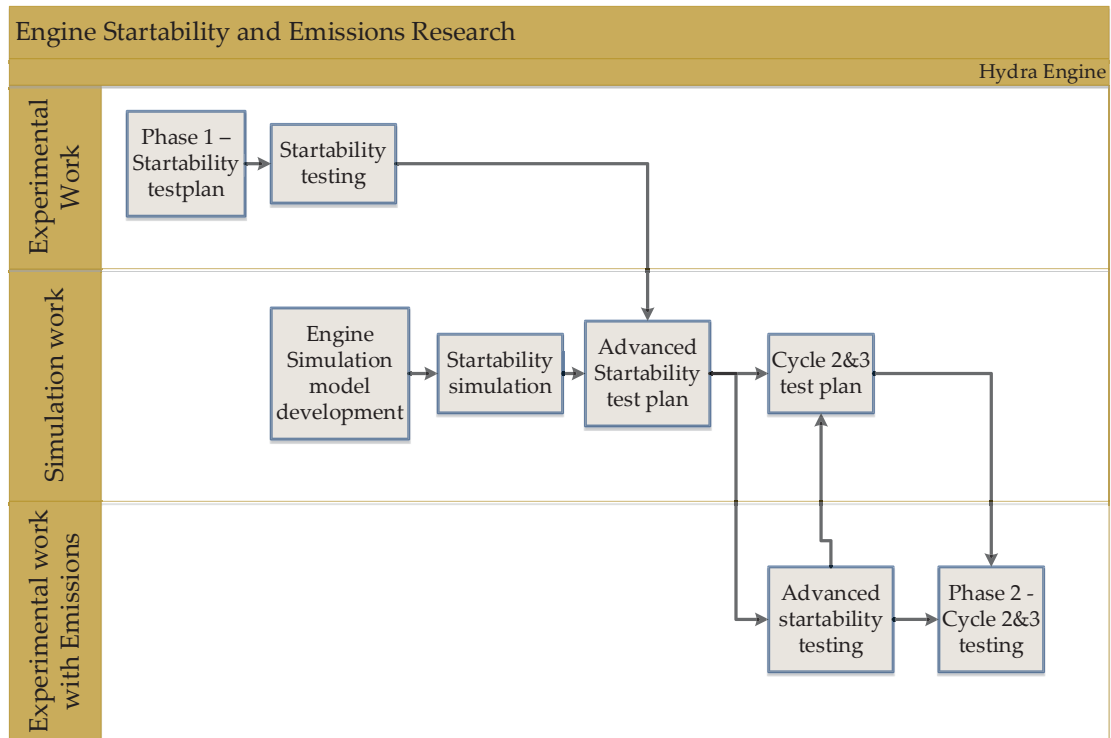 Engine Startability and Emissions Research
Hydra Engine
Experimental
Work
Phase 1 –
Startability
testplan
Startability
testing
Simulation work
Engine
Simulation
model
development
Startability
simulation
Advanced
Startability
test plan
Cycle 2&3
test plan
Experimental work
with Emissions
Advanced
startability
testing
Phase 2 -
Cycle 2&3
testing